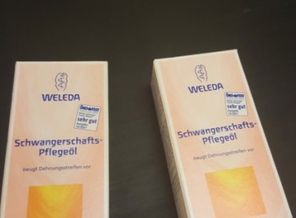 WELEDA
sehr gut
Schwangerschafts-
Pflegeöl
beugt Dehnungsstreifen vor
WELEDA
sehr gut
Schwangerschafts-
Pflegeöl
beugt Dehnungsstreifen vor